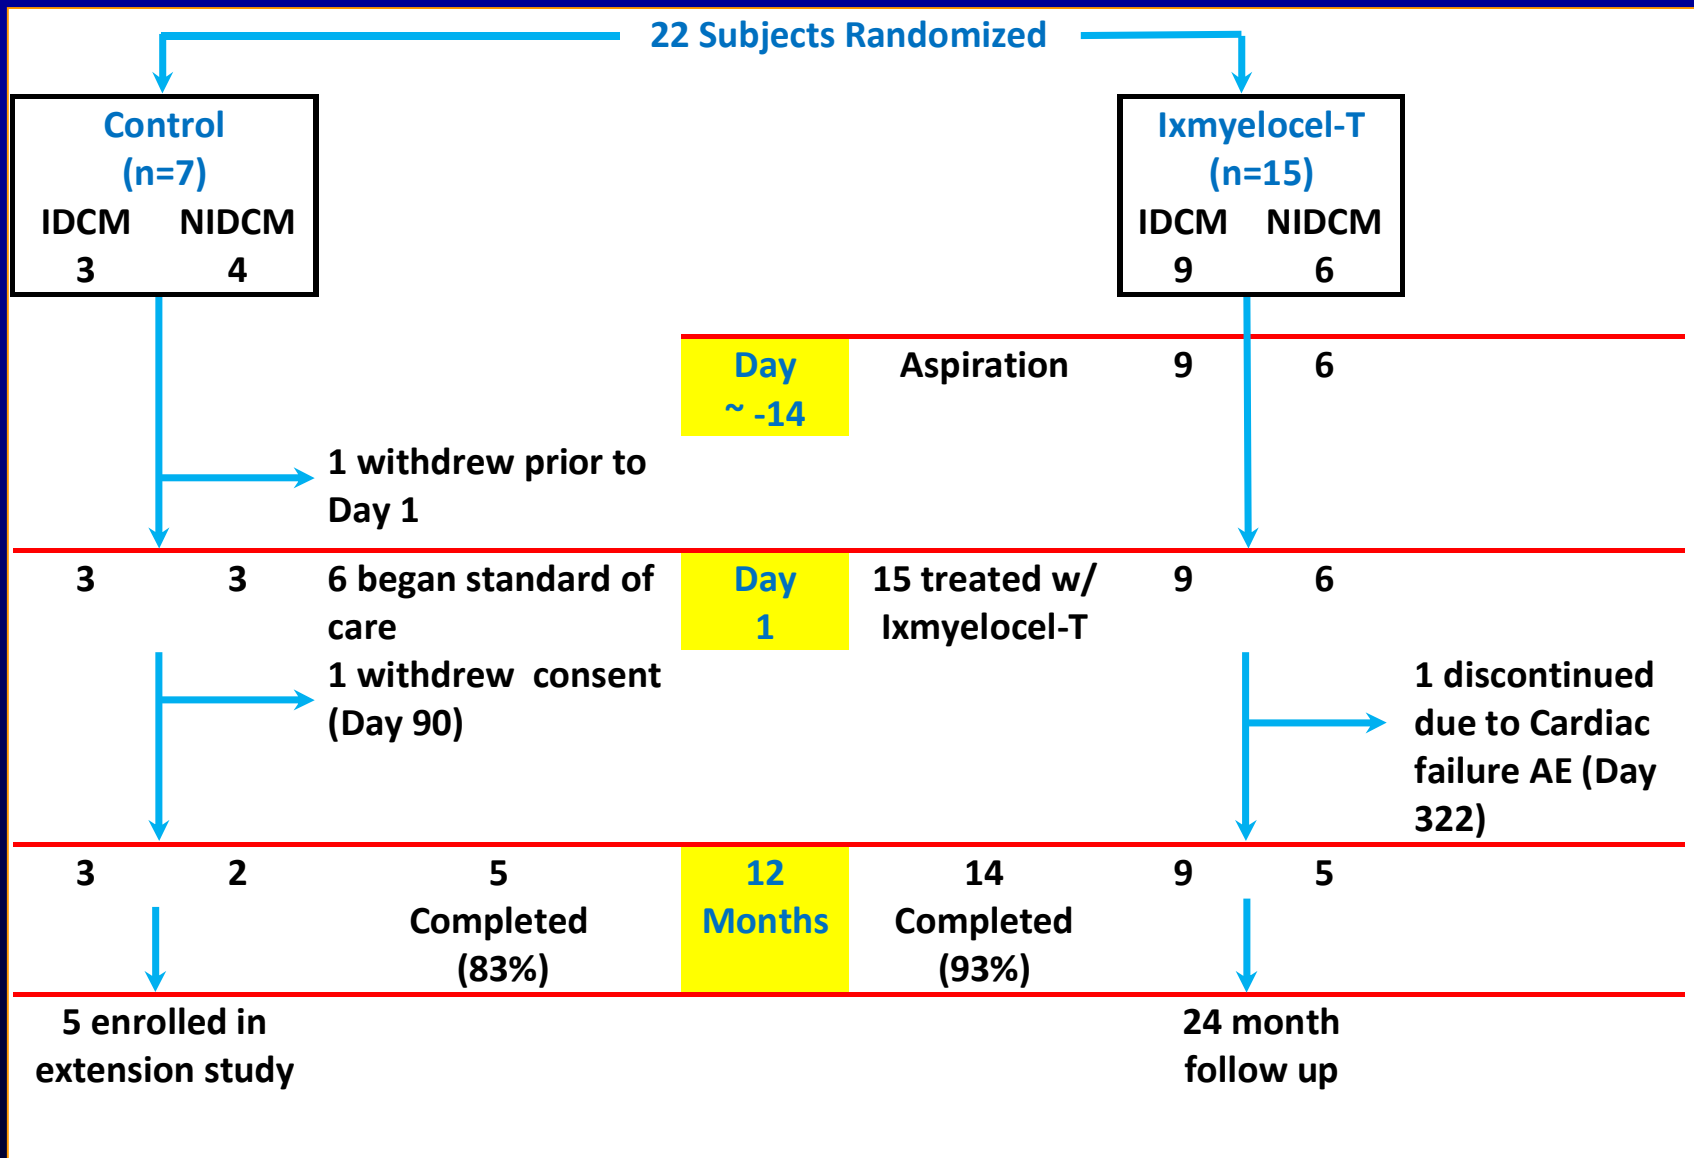 22 Subjects Randomized
Control
(n=7)
IDCM NIDCM
3 4
Ixmyelocel-T
(n=15)
IDCM NIDCM
9 6
Day
~ -14
Aspiration 9 6
1 withdrew prior to
Day 1
3 3 6 began standard of
care
Day
1
15 treated w/
Ixmyelocel-T
9 6
1 withdrew consent
(Day 90)
1 discontinued
due to Cardiac
failure AE (Day
322)
3 2 5
Completed
(83%)
12
Months
14
Completed
(93%)
9 5
5 enrolled in
extension study
24 month
follow up